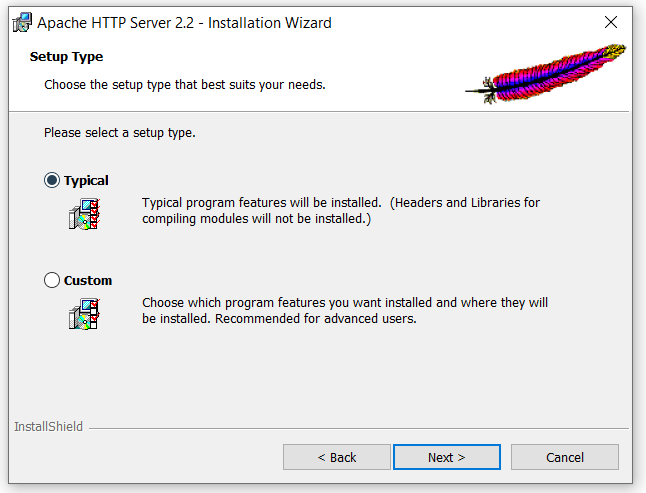 Apache HTTP Server 2.2 - Installation Wizard
Setup Type
Choose the setup type that best suits your needs.
Please select a setup type.
Typical
Typical program features will be installed.  (Headers and Libraries for
compiling modules will not be installed.)
Custom
Choose which program features you want installed and where they will
be installed. Recommended for advanced users.
InstallShield
< Back
Next >
Cancel